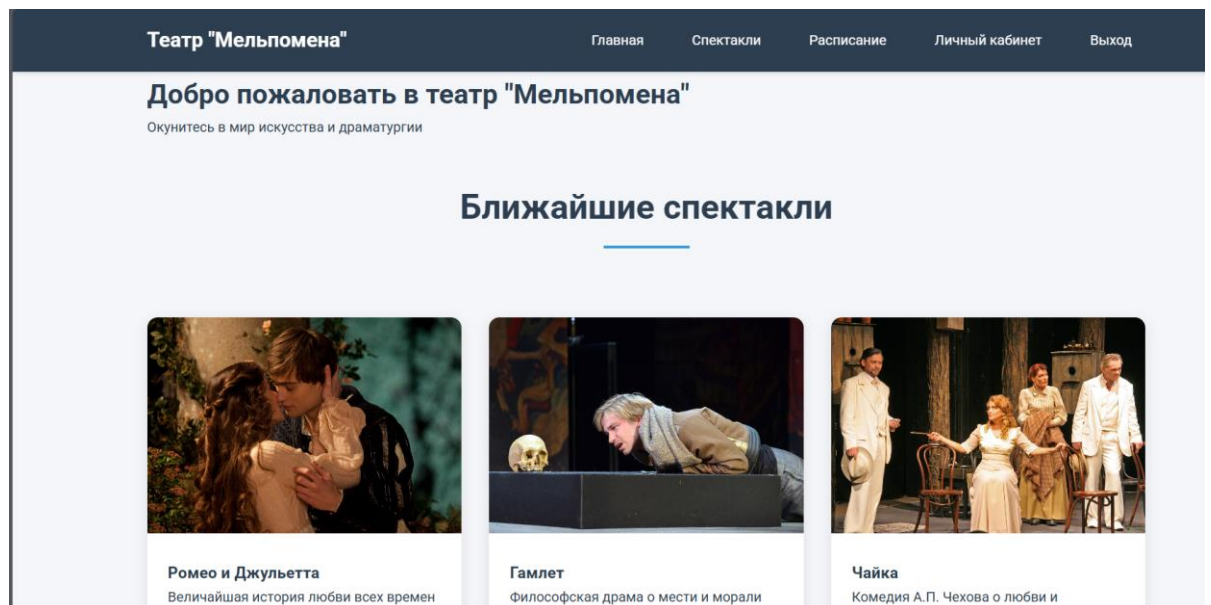 Театр "Мельпомена"
Главная
Спектакли
Расписание
Личный кабинет
Выход
Добро пожаловать в театр "Мельпомена"
Окунитесь в мир искусства и драматургии
Ближайшие спектакли
Ромео и Джульетта
Величайшая история любви всех времен
Гамлет
Философская драма о мести и морали
Чайка
Комедия А.П. Чехова о любви и